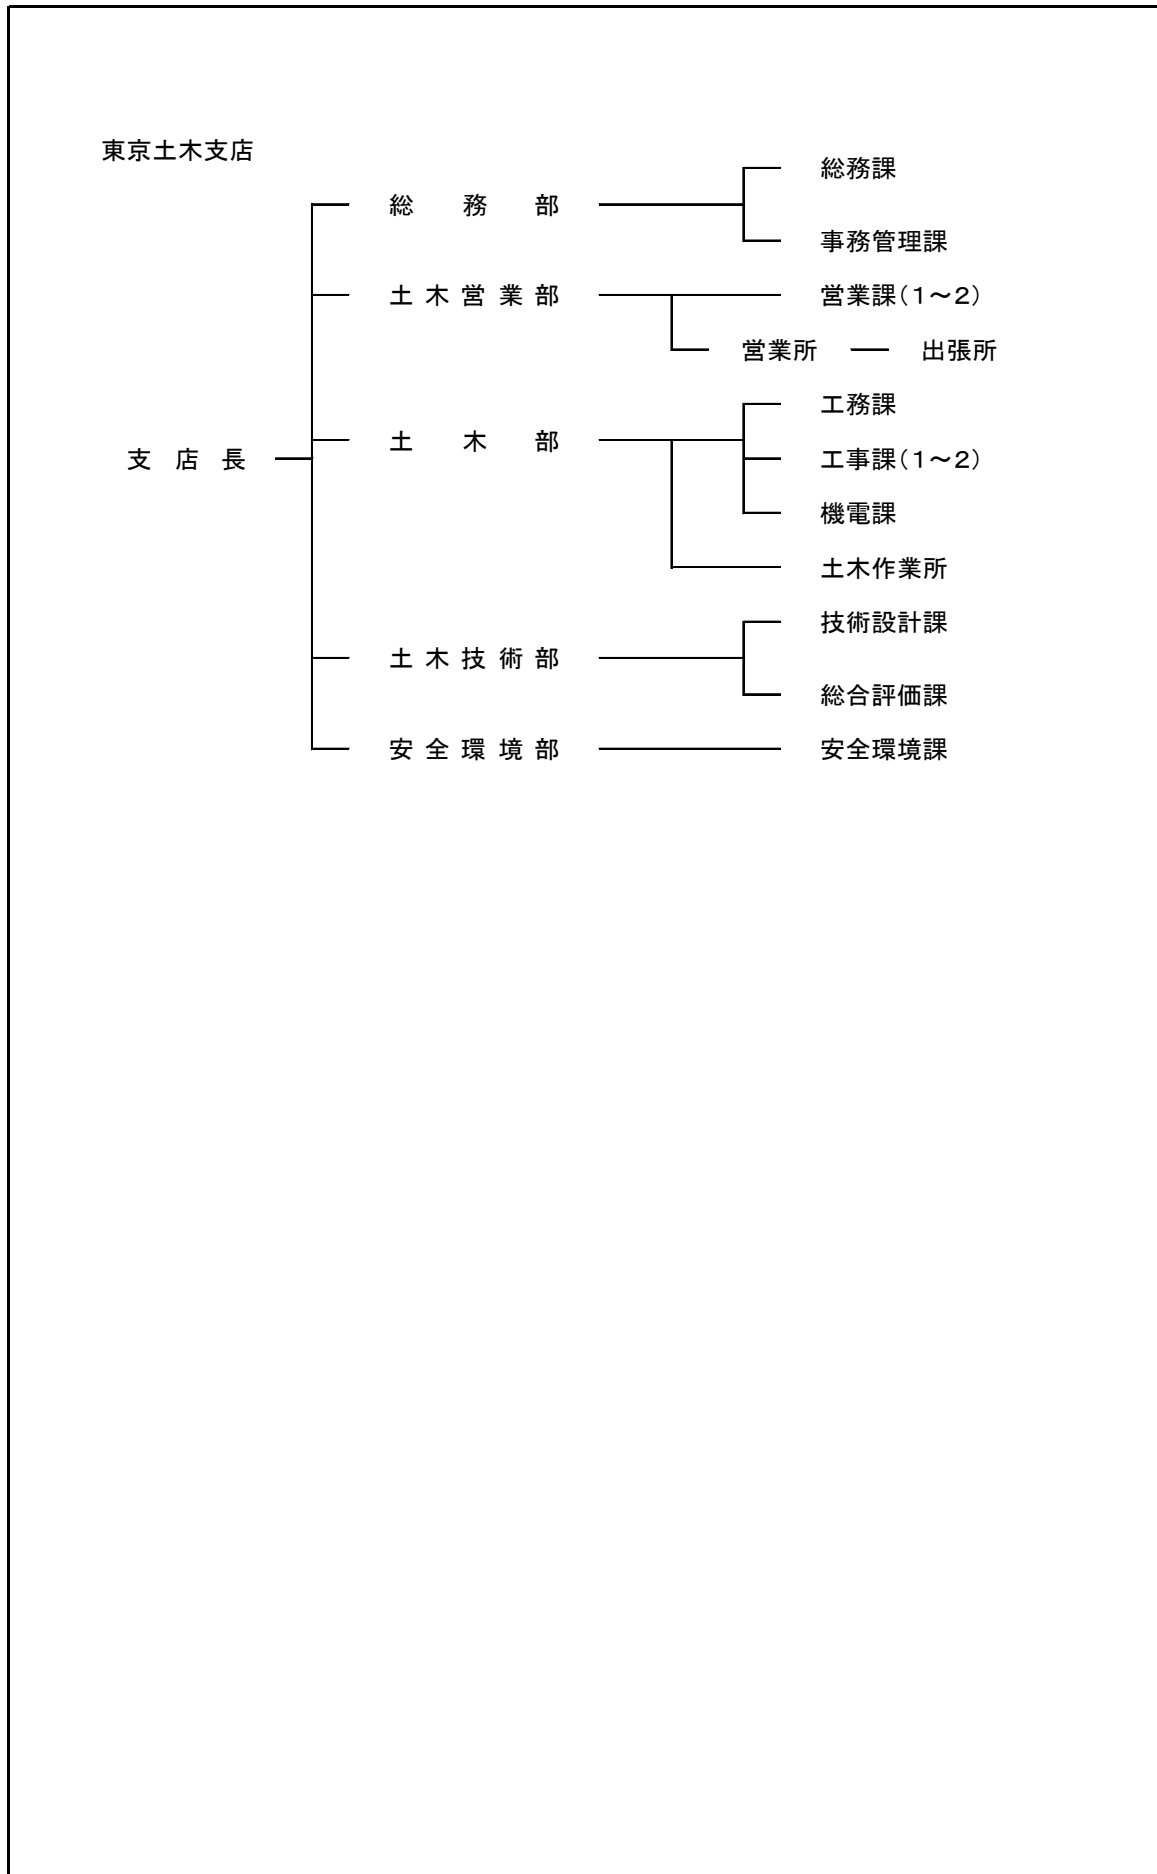 東京土木支店
総務課
総務部
事務管理課
土木営業部 営業課（１～２）
営業所 出張所
工務課
土木部
支店長 工事課（１～２）
機電課
土木作業所
技術設計課
土木技術部
総合評価課
安全環境部 安全環境課